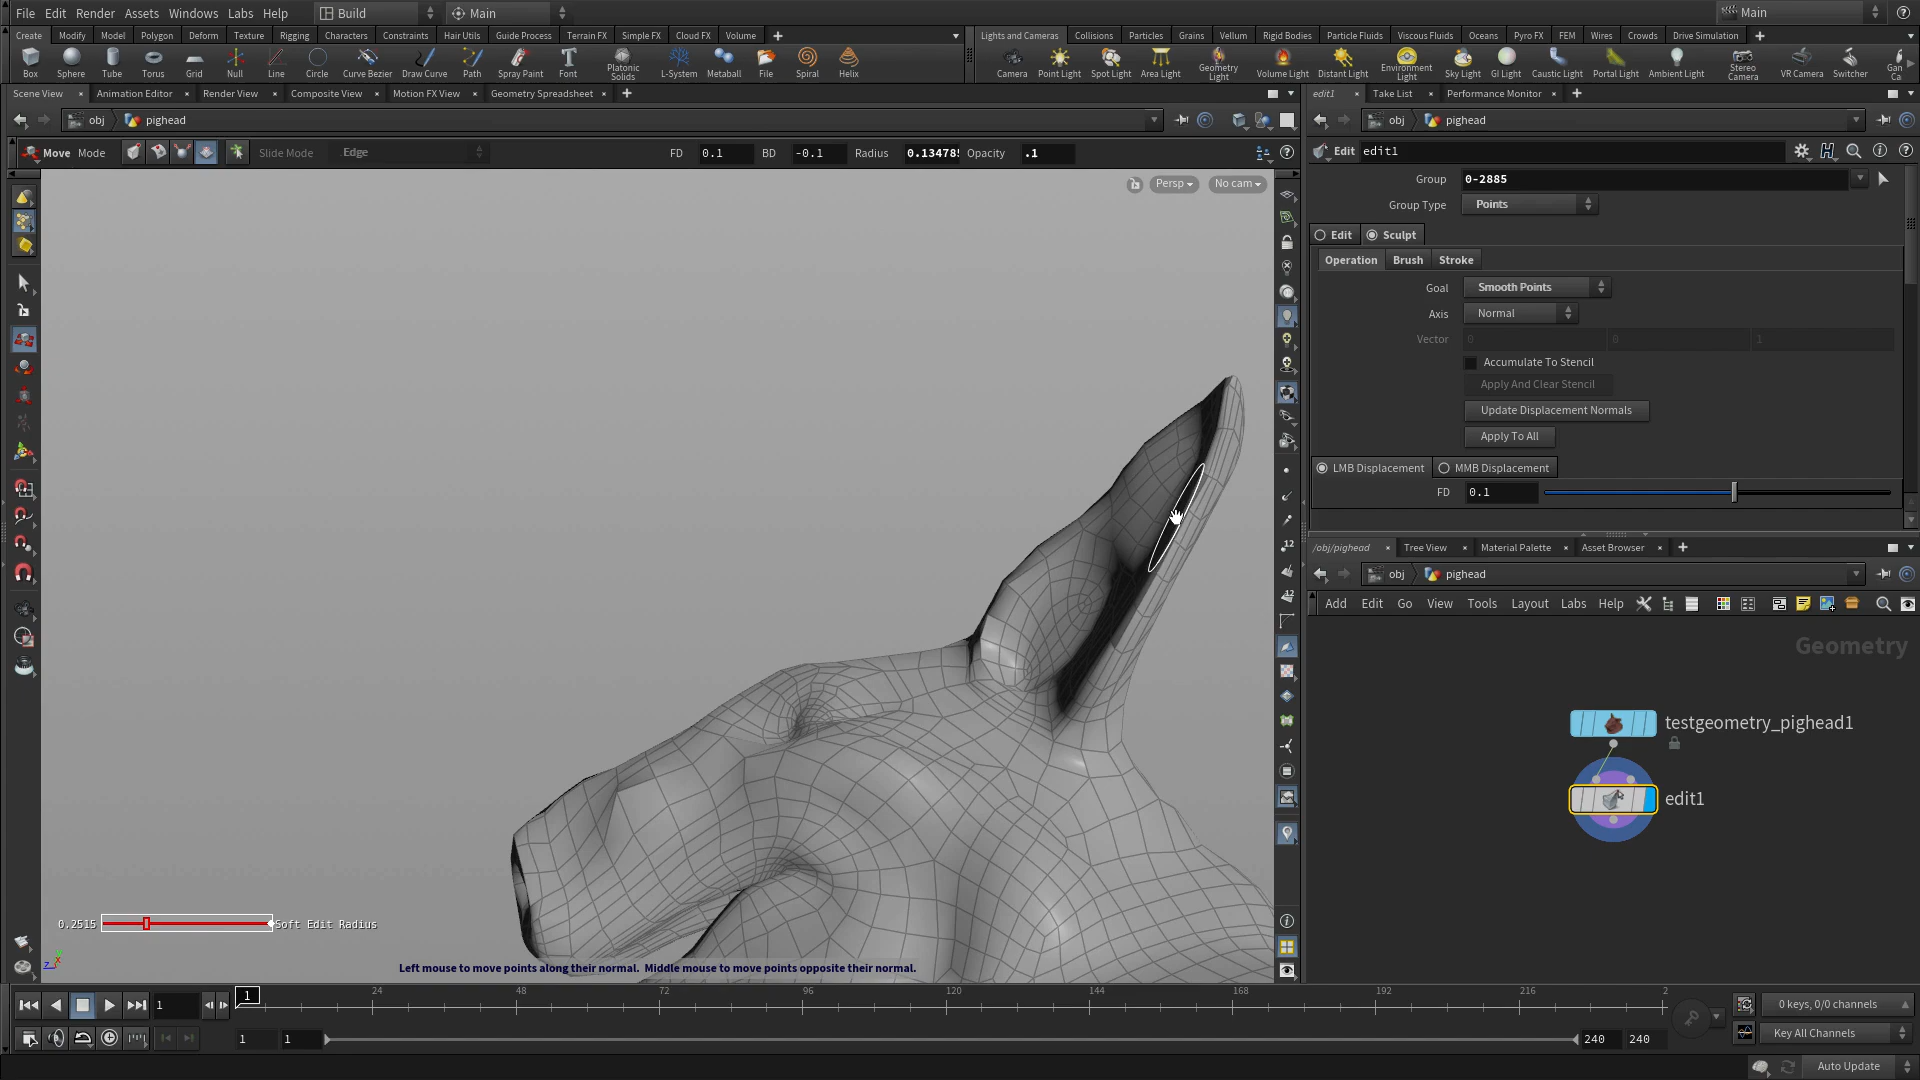 File Edit Render Assets Windows Labs Help Build Main Main
Create Modify Model Polygon Deform Texture Rigging Characters Constraints Hair Utils Guide Process Terrain FX Simple FX Cloud FX Volume
Lights and Cameras Collisions Particles Grains Vellum Rigid Bodies Particle Fluids Viscous Fluids Oceans Pyro FX FEM Wires Crowds Drive Simulation
Box Sphere Tube Torus Grid Null Line Circle Curve Bezier Draw Curve Path Spray Paint Font Platonic Solids L-System Metaball File Spiral Helix
Camera Point Light Spot Light Area Light Geometry Light Volume Light Distant Light Environment Light Sky Light GI Light Caustic Light Portal Light Ambient Light Stereo Camera VR Camera Switcher Gan Ca
Scene View Animation Editor Render View Composite View Motion FX View Geometry Spreadsheet
edit1 Take List Performance Monitor
obj pighead
obj pighead
Move Mode Slide Mode Edge FD 0.1 BD -0.1 Radius 0.13478 Opacity .1
Edit edit1
Persp No cam
Group 0-2885
Group Type Points
Edit Sculpt
Operation Brush Stroke
Goal Smooth Points
Axis Normal
Vector 0 0 1
Accumulate To Stencil
Apply And Clear Stencil
Update Displacement Normals
Apply To All
LMB Displacement MMB Displacement
FD 0.1
/obj/pighead Tree View Material Palette Asset Browser
obj pighead
Add Edit Go View Tools Layout Labs Help
Geometry
testgeometry_pighead1
edit1
12
12
0.2515 Soft Edit Radius
z y x
Left mouse to move points along their normal. Middle mouse to move points opposite their normal.
1 1 24 48 72 96 120 144 168 192 216 2
0 keys, 0/0 channels
1 1 240 240
Key All Channels
Auto Update